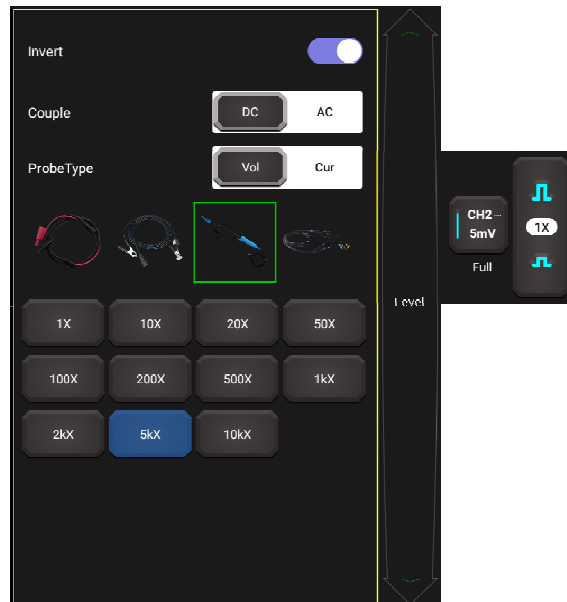 Invert
Couple
DC
AC
ProbeType
Vol
Cur
1X
10X
20X
50X
100X
200X
500X
1kX
2kX
5kX
10kX
Level
CH2
5mV
Full
1X